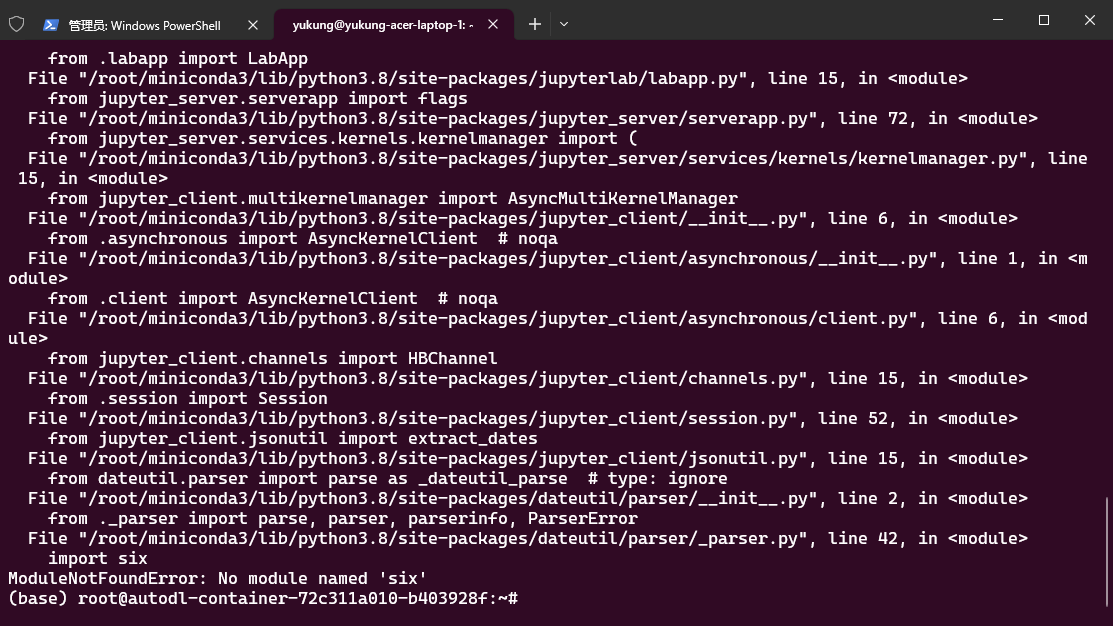 管理员: Windows PowerShell
yukung@yukung-acer-laptop-1: ~
    from .labapp import LabApp
  File "/root/miniconda3/lib/python3.8/site-packages/jupyterlab/labapp.py", line 15, in <module>
    from jupyter_server.serverapp import flags
  File "/root/miniconda3/lib/python3.8/site-packages/jupyter_server/serverapp.py", line 72, in <module>
    from jupyter_server.services.kernels.kernelmanager import (
  File "/root/miniconda3/lib/python3.8/site-packages/jupyter_server/services/kernels/kernelmanager.py", line
 15, in <module>
    from jupyter_client.multikernelmanager import AsyncMultiKernelManager
  File "/root/miniconda3/lib/python3.8/site-packages/jupyter_client/__init__.py", line 6, in <module>
    from .asynchronous import AsyncKernelClient  # noqa
  File "/root/miniconda3/lib/python3.8/site-packages/jupyter_client/asynchronous/__init__.py", line 1, in <m
odule>
    from .client import AsyncKernelClient  # noqa
  File "/root/miniconda3/lib/python3.8/site-packages/jupyter_client/asynchronous/client.py", line 6, in <mod
ule>
    from jupyter_client.channels import HBChannel
  File "/root/miniconda3/lib/python3.8/site-packages/jupyter_client/channels.py", line 15, in <module>
    from .session import Session
  File "/root/miniconda3/lib/python3.8/site-packages/jupyter_client/session.py", line 52, in <module>
    from jupyter_client.jsonutil import extract_dates
  File "/root/miniconda3/lib/python3.8/site-packages/jupyter_client/jsonutil.py", line 15, in <module>
    from dateutil.parser import parse as _dateutil_parse  # type: ignore
  File "/root/miniconda3/lib/python3.8/site-packages/dateutil/parser/__init__.py", line 2, in <module>
    from ._parser import parse, parser, parserinfo, ParserError
  File "/root/miniconda3/lib/python3.8/site-packages/dateutil/parser/_parser.py", line 42, in <module>
    import six
ModuleNotFoundError: No module named 'six'
(base) root@autodl-container-72c311a010-b403928f:~#